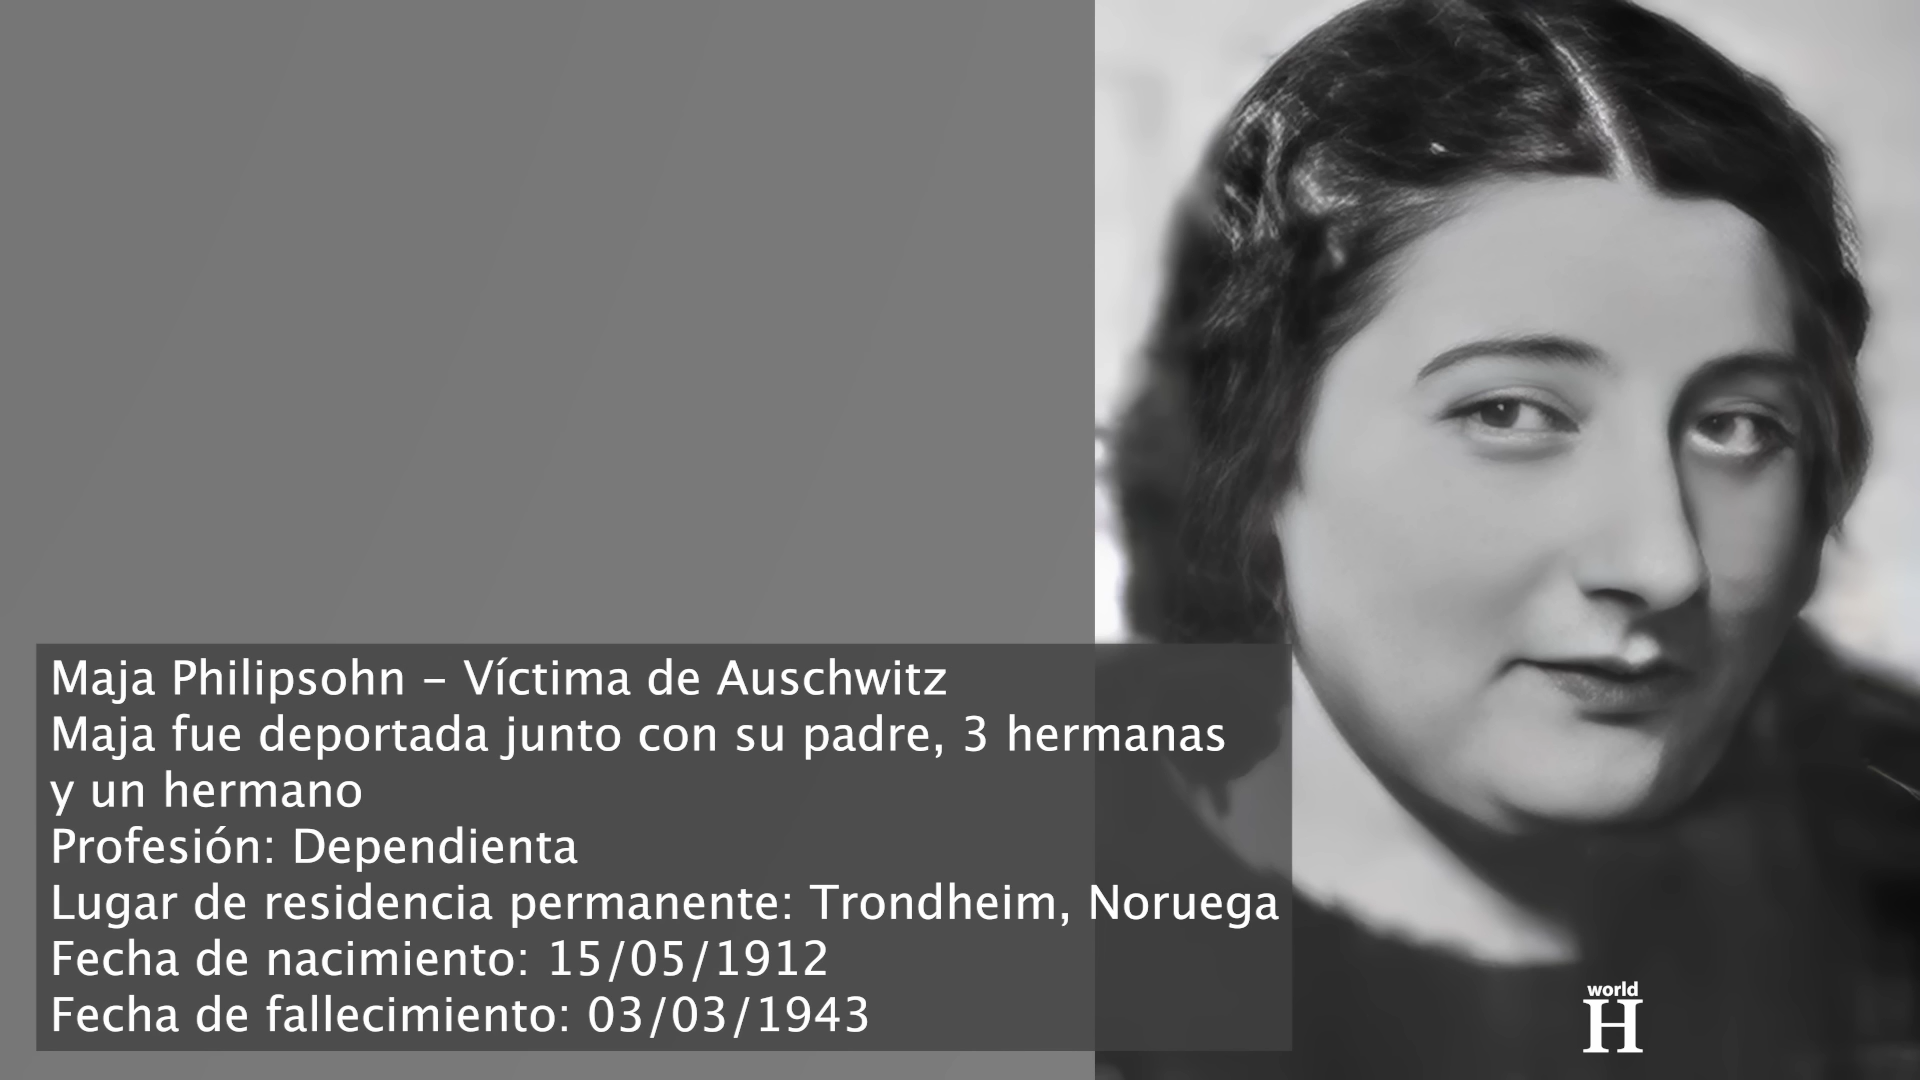 Maja Philipsohn – Víctima de Auschwitz
Maja fue deportada junto con su padre, 3 hermanas
y un hermano
Profesión: Dependienta
Lugar de residencia permanente: Trondheim, Noruega
Fecha de nacimiento: 15/05/1912
Fecha de fallecimiento: 03/03/1943
world
H